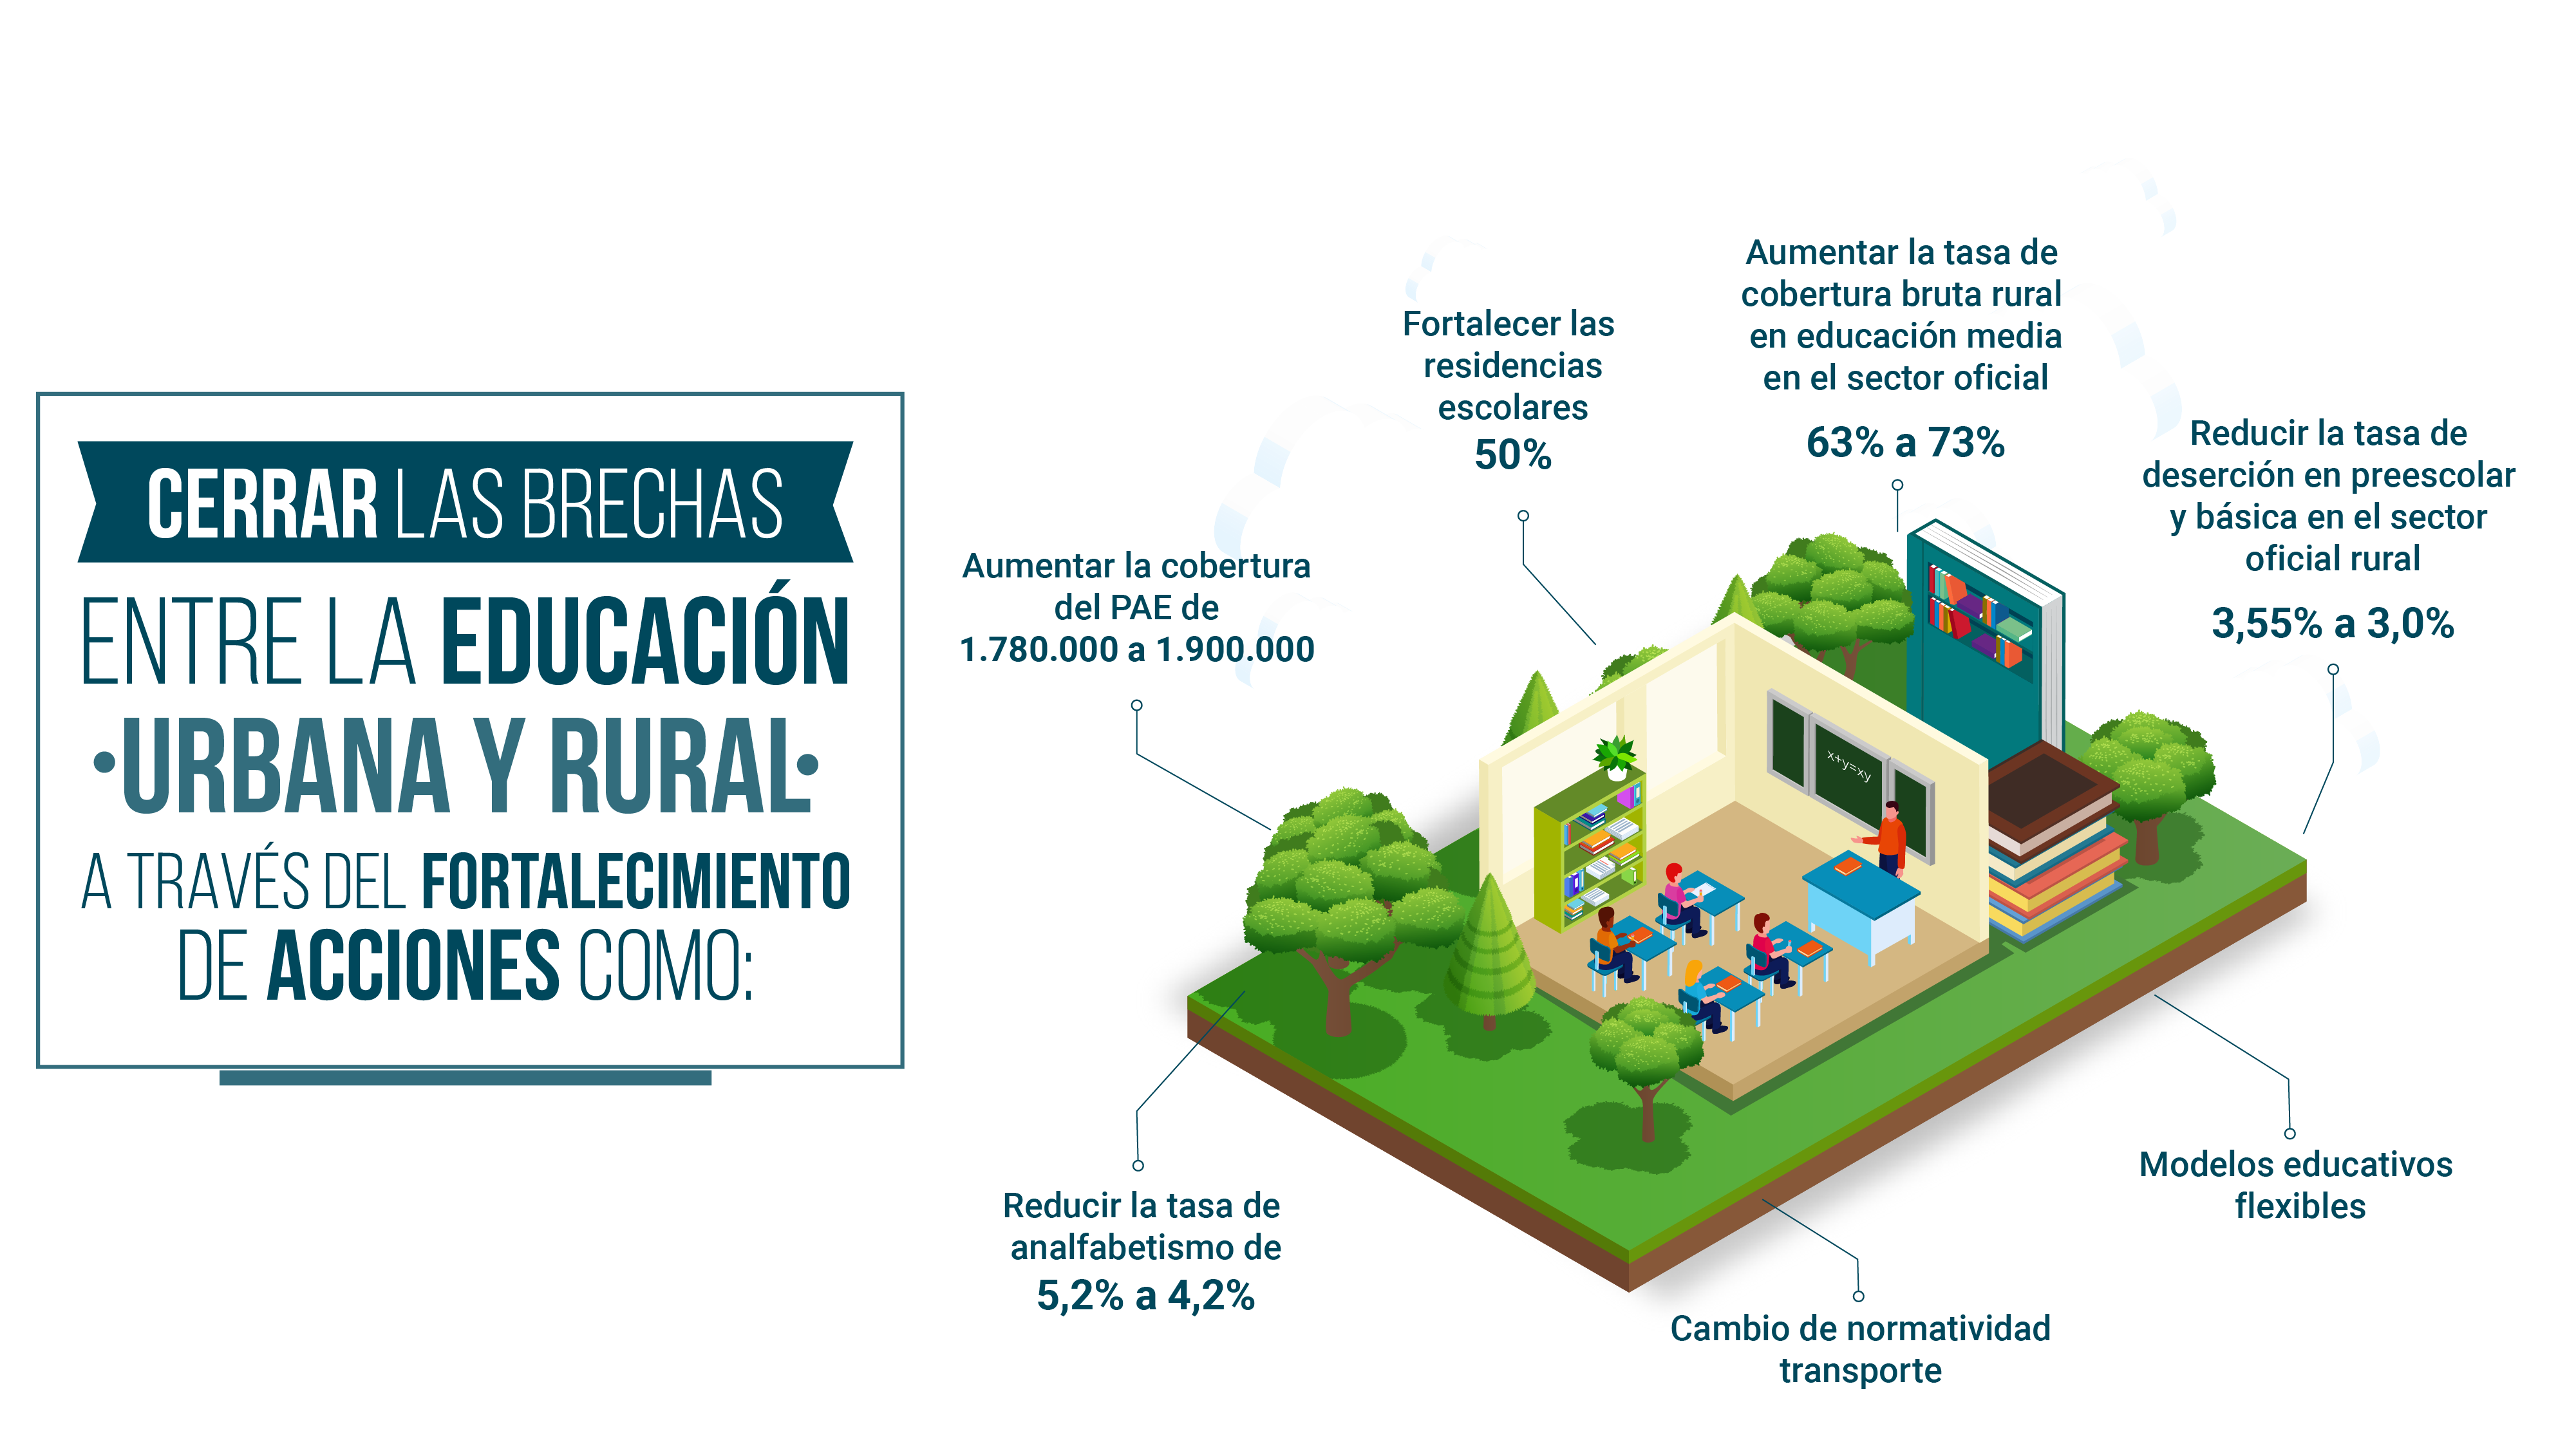 CERRAR LAS BRECHAS
ENTRE LA EDUCACIÓN
•URBANA Y RURAL•
A TRAVÉS DEL FORTALECIMIENTO
DE ACCIONES COMO:
Aumentar la cobertura
del PAE de
1.780.000 a 1.900.000
Fortalecer las
residencias
escolares
50%
Aumentar la tasa de
cobertura bruta rural
en educación media
en el sector oficial
63% a 73%
Reducir la tasa de
deserción en preescolar
y básica en el sector
oficial rural
3,55% a 3,0%
x+y=xy
Reducir la tasa de
analfabetismo de
5,2% a 4,2%
Cambio de normatividad
transporte
Modelos educativos
flexibles